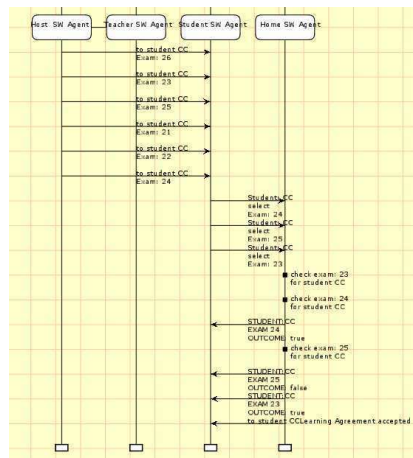 Host SW Agent
Teacher SW Agent
Student SW Agent
Home SW Agent
to student CC
Exam: 26
to student CC
Exam: 23
to student CC
Exam: 25
to student CC
Exam: 21
to student CC
Exam: 22
to student CC
Exam: 24
Student: CC
select
Exam: 24
Student: CC
select
Exam: 25
Student: CC
select
Exam: 23
check exam: 23
for student CC
check exam: 24
for student CC
STUDENT:CC
EXAM 24
OUTCOME: true
check exam: 25
for student CC
STUDENT:CC
EXAM 25
OUTCOME: false
STUDENT:CC
EXAM 23
OUTCOME: true
to student CCLearning Agreement accepted